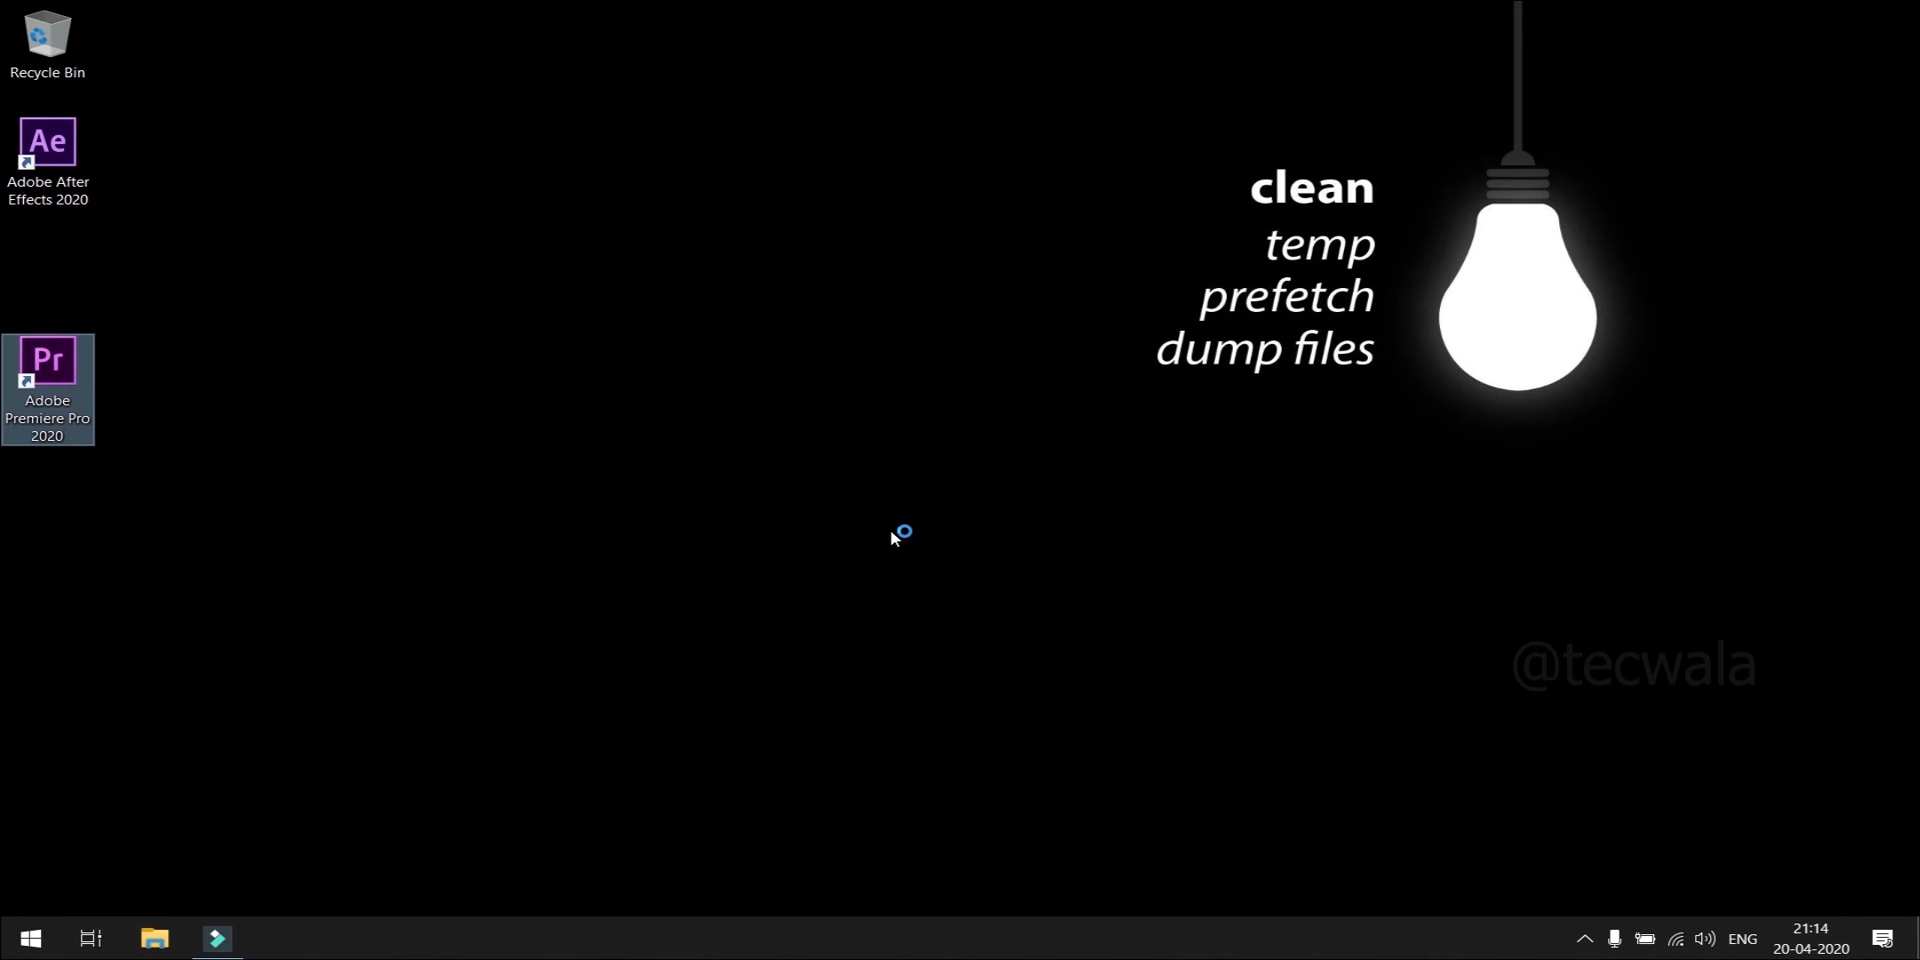 Recycle Bin
Ae
Adobe After
Effects 2020
Pr
Adobe
Premiere Pro
2020
clean
temp
prefetch
dump files
@tecwala
ENG
21:14
20-04-2020